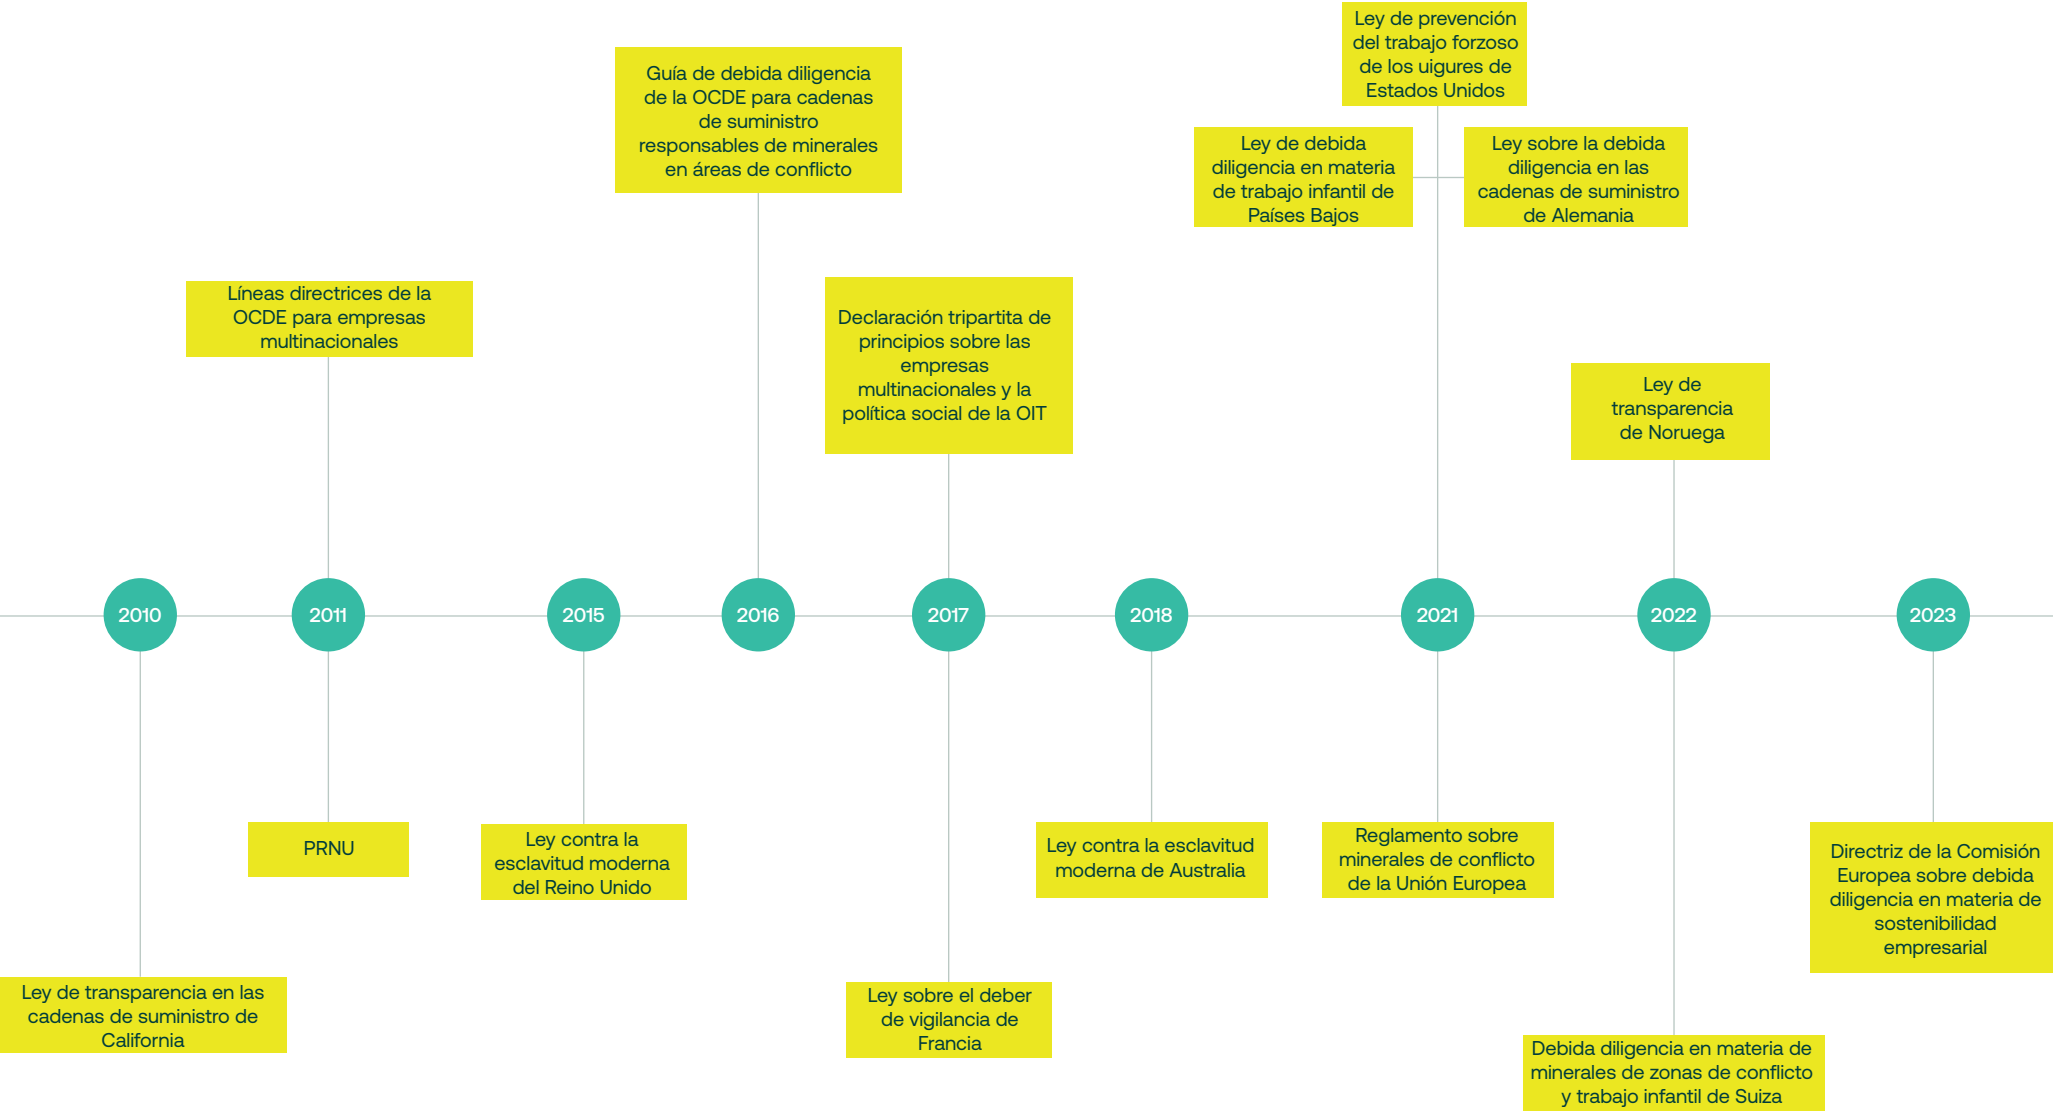 Ley de prevención
del trabajo forzoso
de los uigures de
Estados Unidos
Guía de debida diligencia
de la OCDE para cadenas
de suministro
responsables de minerales
en áreas de conflicto
Ley de debida
diligencia en materia
de trabajo infantil de
Países Bajos
Ley sobre la debida
diligencia en las
cadenas de suministro
de Alemania
Líneas directrices de la
OCDE para empresas
multinacionales
Declaración tripartita de
principios sobre las
empresas
multinacionales y la
política social de la OIT
Ley de
transparencia
de Noruega
2010
2011
2015
2016
2017
2018
2021
2022
2023
PRNU
Ley contra la
esclavitud moderna
del Reino Unido
Ley contra la esclavitud
moderna de Australia
Reglamento sobre
minerales de conflicto
de la Unión Europea
Directriz de la Comisión
Europea sobre debida
diligencia en materia de
sostenibilidad
empresarial
Ley de transparencia en las
cadenas de suministro de
California
Ley sobre el deber
de vigilancia de
Francia
Debida diligencia en materia de
minerales de zonas de conflicto
y trabajo infantil de Suiza